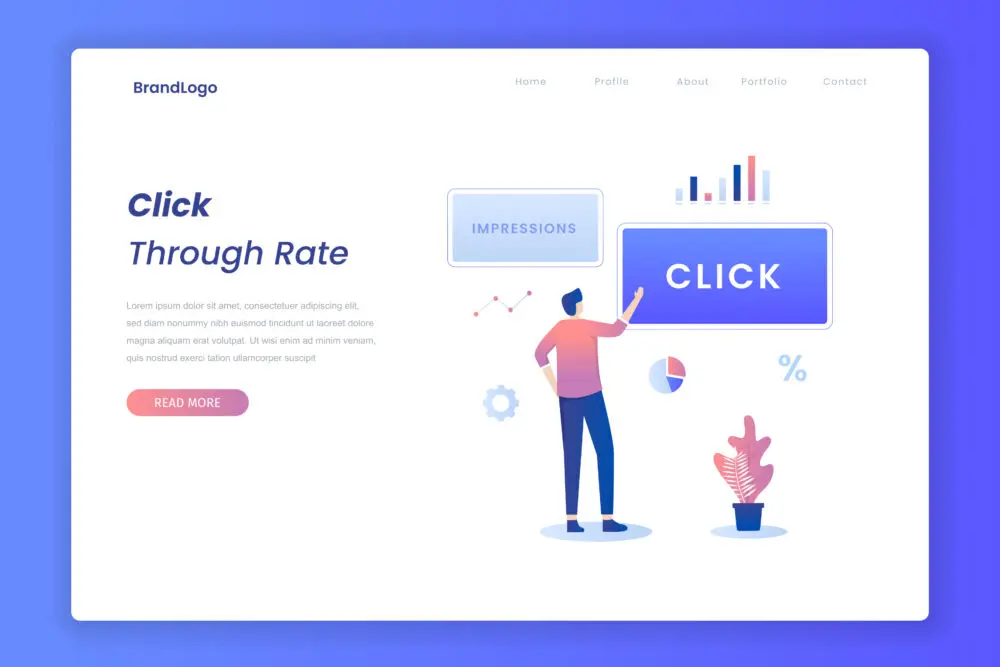 BrandLogo
Home Profile About Portfolio Contact
Click
Through Rate
Lorem ipsum dolor sit amet, consectetuer adipiscing elit,
sed diam nonummy nibh euismod tincidunt ut laoreet dolore
magna aliquam erat volutpat. Ut wisi enim ad minim veniam,
quis nostrud exerci tation ullamcorper suscipit
READ MORE
IMPRESSIONS
CLICK
%